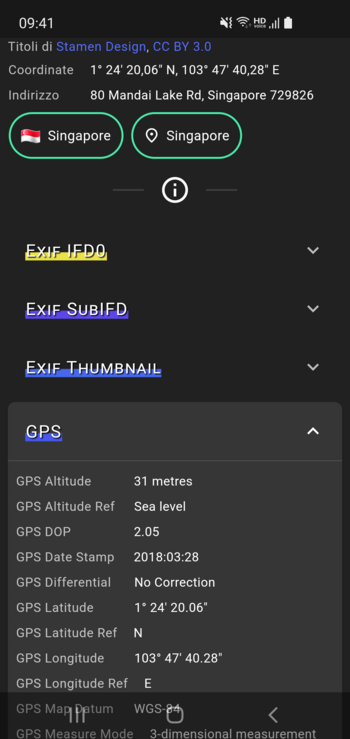 09:41
HD
VOICE
Titoli di Stamen Design, CC BY 3.0
Coordinate 1° 24' 20,06" N, 103° 47' 40,28" E
Indirizzo 80 Mandai Lake Rd, Singapore 729826
Singapore Singapore
Exif IFD0
Exif SubIFD
Exif Thumbnail
GPS
GPS Altitude 31 metres
GPS Altitude Ref Sea level
GPS DOP 2.05
GPS Date Stamp 2018:03:28
GPS Differential No Correction
GPS Latitude 1° 24' 20.06"
GPS Latitude Ref N
GPS Longitude 103° 47' 40.28"
GPS Longitude Ref E
GPS Map Datum WGS-84
GPS Measure Mode 3-dimensional measurement